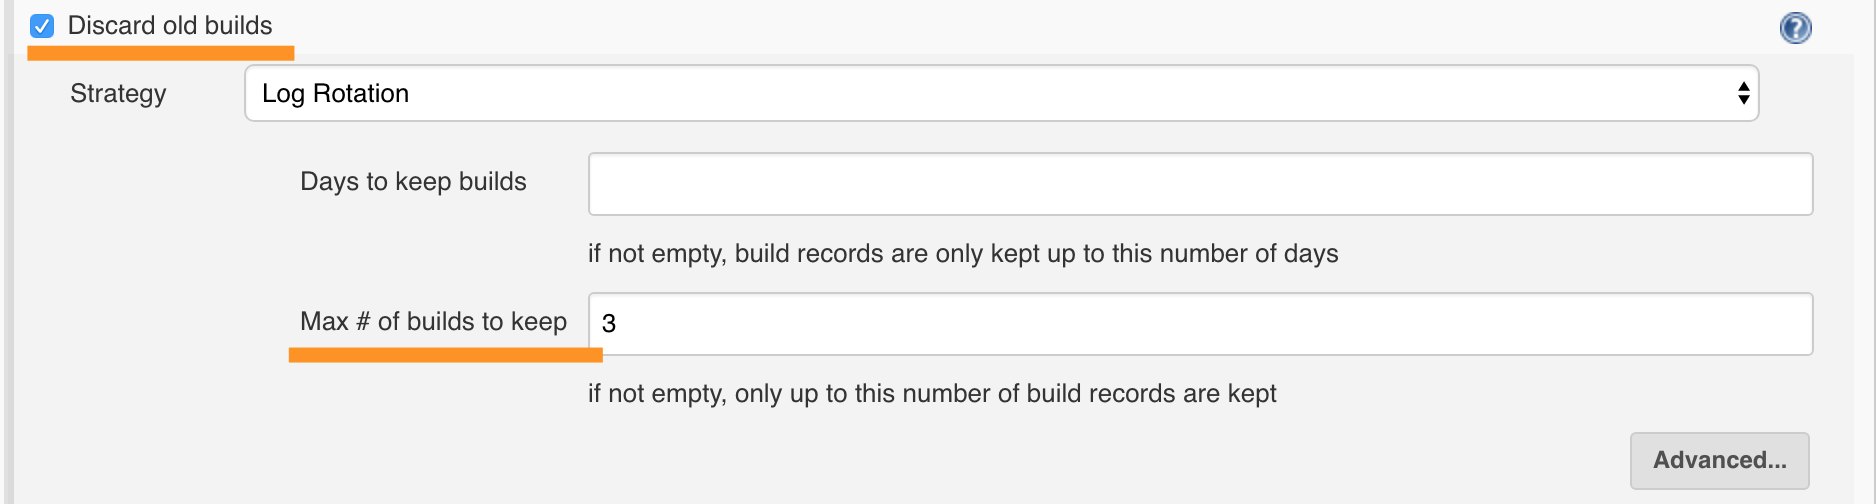 Discard old builds
?
Strategy
Log Rotation
Days to keep builds
if not empty, build records are only kept up to this number of days
Max # of builds to keep
3
if not empty, only up to this number of build records are kept
Advanced...